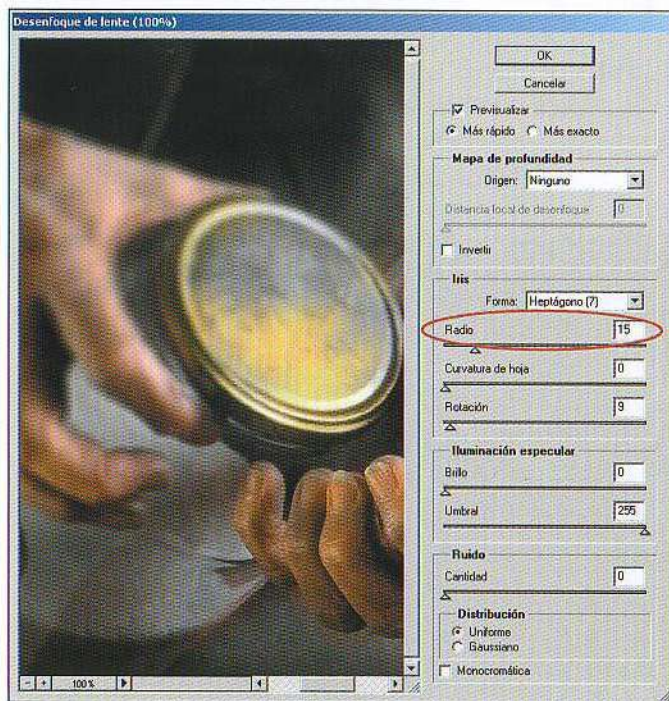 Desenfoque de lente (100%)
OK
Cancelar
Previsualizar
Más rápido Más exacto
Mapa de profundidad
Origen: Ninguno
Distancia local de desenfoque 0
Invertir
Iris
Forma: Heptágono (7)
Radio 15
Curvatura de hoja 0
Rotación 9
Iluminación especular
Brillo 0
Umbral 255
Ruido
Cantidad 0
Distribución
Uniforme
Gaussiano
Monocromática
- + 100%